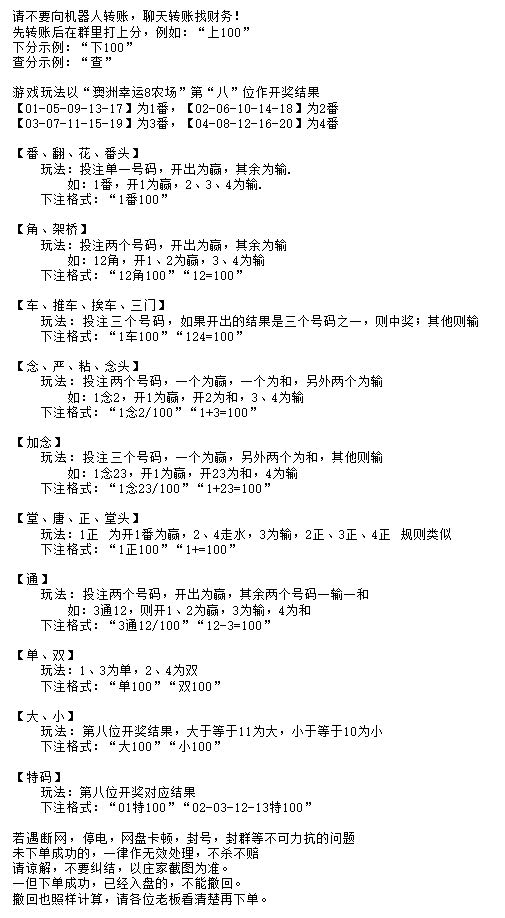 请不要向机器人转账，聊天转账找财务！
先转账后在群里打上分，例如：“上100”
下分示例：“下100”
查分示例：“查”
游戏玩法以“澳洲幸运8农场”第“八”位作开奖结果
【01-05-09-13-17】为1番，【02-06-10-14-18】为2番
【03-07-11-15-19】为3番，【04-08-12-16-20】为4番
【番、翻、花、番头】
玩法：投注单一号码，开出为赢，其余为输.
如：1番，开1为赢，2、3、4为输.
下注格式：“1番100”
【角、架桥】
玩法：投注两个号码，开出为赢，其余为输
如：12角，开1、2为赢，3、4为输
下注格式：“12角100”“12=100”
【车、推车、挨车、三门】
玩法：投注三个号码，如果开出的结果是三个号码之一，则中奖；其他则输
下注格式：“1车100”“124=100”
【念、严、粘、念头】
玩法：投注两个号码，一个为赢，一个为和，另外两个为输
如：1念2，开1为赢，开2为和，3、4为输
下注格式：“1念2/100”“1+3=100”
【加念】
玩法：投注三个号码，一个为赢，另外两个为和，其他则输
如：1念23，开1为赢，开23为和，4为输
下注格式：“1念23/100”“1+23=100”
【堂、唐、正、堂头】
玩法：1正 为开1番为赢，2、4走水，3为输，2正、3正、4正 规则类似
下注格式：“1正100”“1+=100”
【通】
玩法：投注两个号码，开出为赢，其余两个号码一输一和
如：3通12，则开1、2为赢，3为输，4为和
下注格式：“3通12/100”“12-3=100”
【单、双】
玩法：1、3为单，2、4为双
下注格式：“单100”“双100”
【大、小】
玩法：第八位开奖结果，大于等于11为大，小于等于10为小
下注格式：“大100”“小100”
【特码】
玩法：第八位开奖对应结果
下注格式：“01特100”“02-03-12-13特100”
若遇断网，停电，网盘卡顿，封号，封群等不可力抗的问题
未下单成功的，一律作无效处理，不杀不赔
请谅解，不要纠结，以庄家截图为准。
一但下单成功，已经入盘的，不能撤回。
撤回也照样计算，请各位老板看清楚再下单。